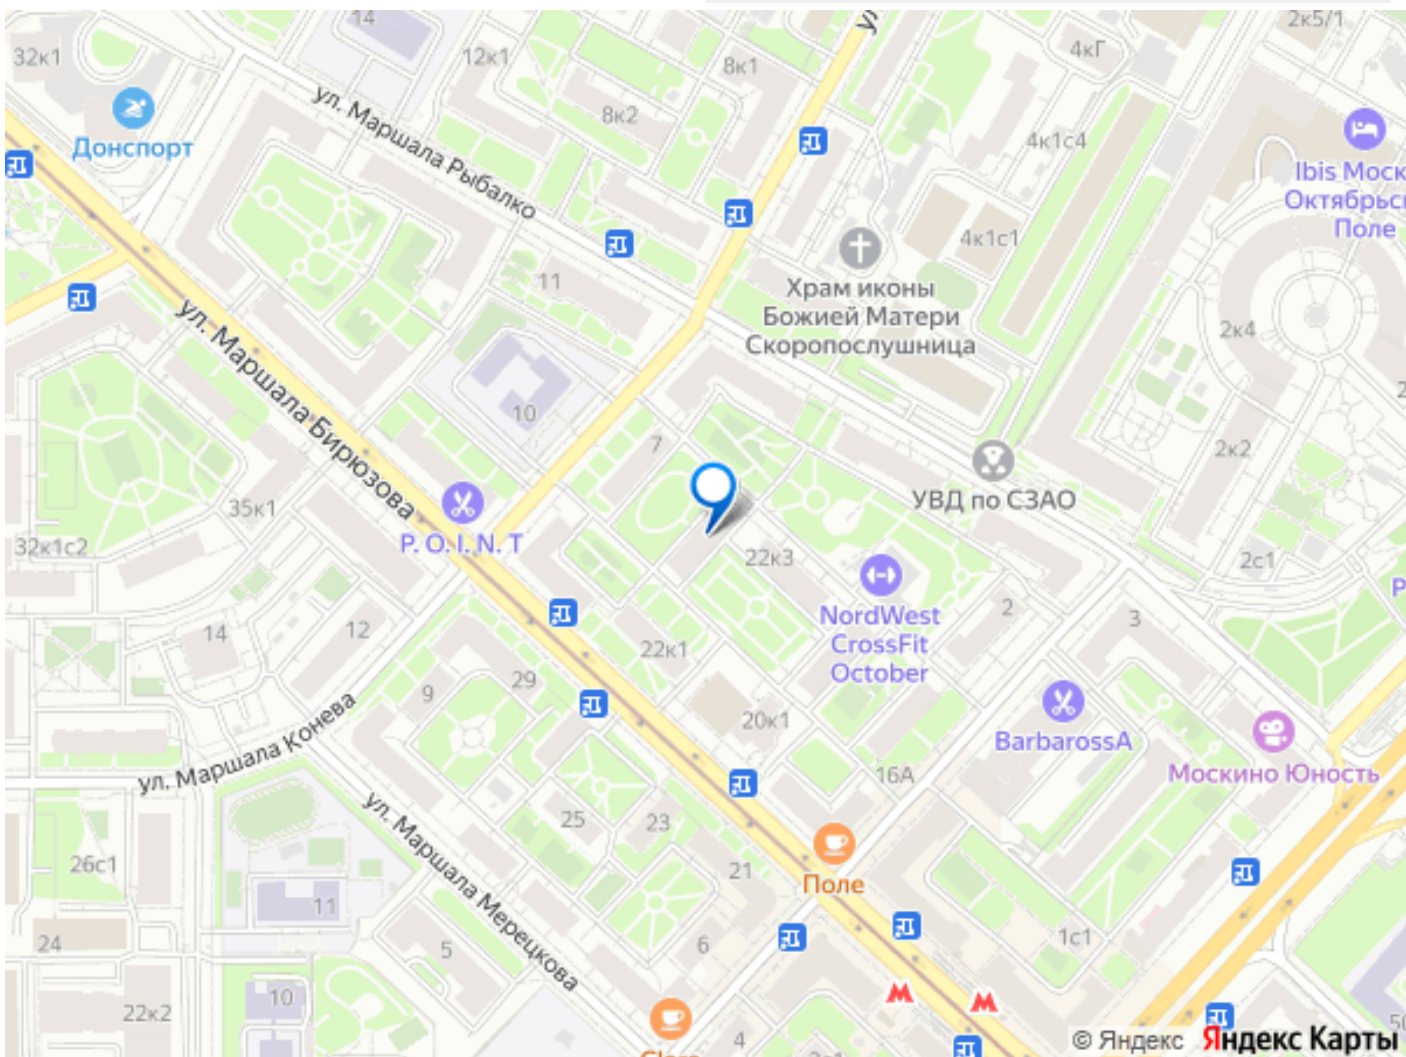 14
2к5/1
32к1
12к1
8к1
4кГ
ул. Маршала Рыбалко
8к2
4к1с4
Донспорт
Ibis Моск
Октябрьс
Поле
4к1с1
Храм иконы
Божией Матери
Скоропослушница
11
2к4
ул. Маршала Бирюзова
10
7
2к2
УВД по СЗАО
35к1
P. O. I. N. T
32к1с2
22к3
2с1
NordWest
CrossFit
October
2
3
14
12
22к1
9
29
20к1
BarbarossA
ул. Маршала Конева
16А
Москино Юность
ул. Маршала Мерецкова
25
23
26с1
21
Поле
11
24
5
6
1с1
10
22к2
4
© Яндекс Яндекс Карты